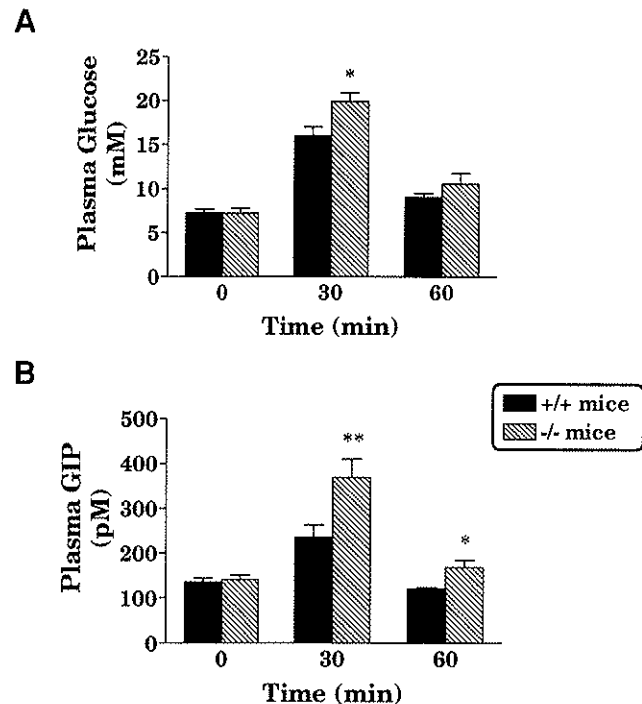 A
Plasma Glucose
(mM)
25
20
15
10
5
0
*
0 30 60
Time (min)
B
+/+ mice
-/- mice
Plasma GIP
(pM)
500
400
300
200
100
0
**
*
0 30 60
Time (min)